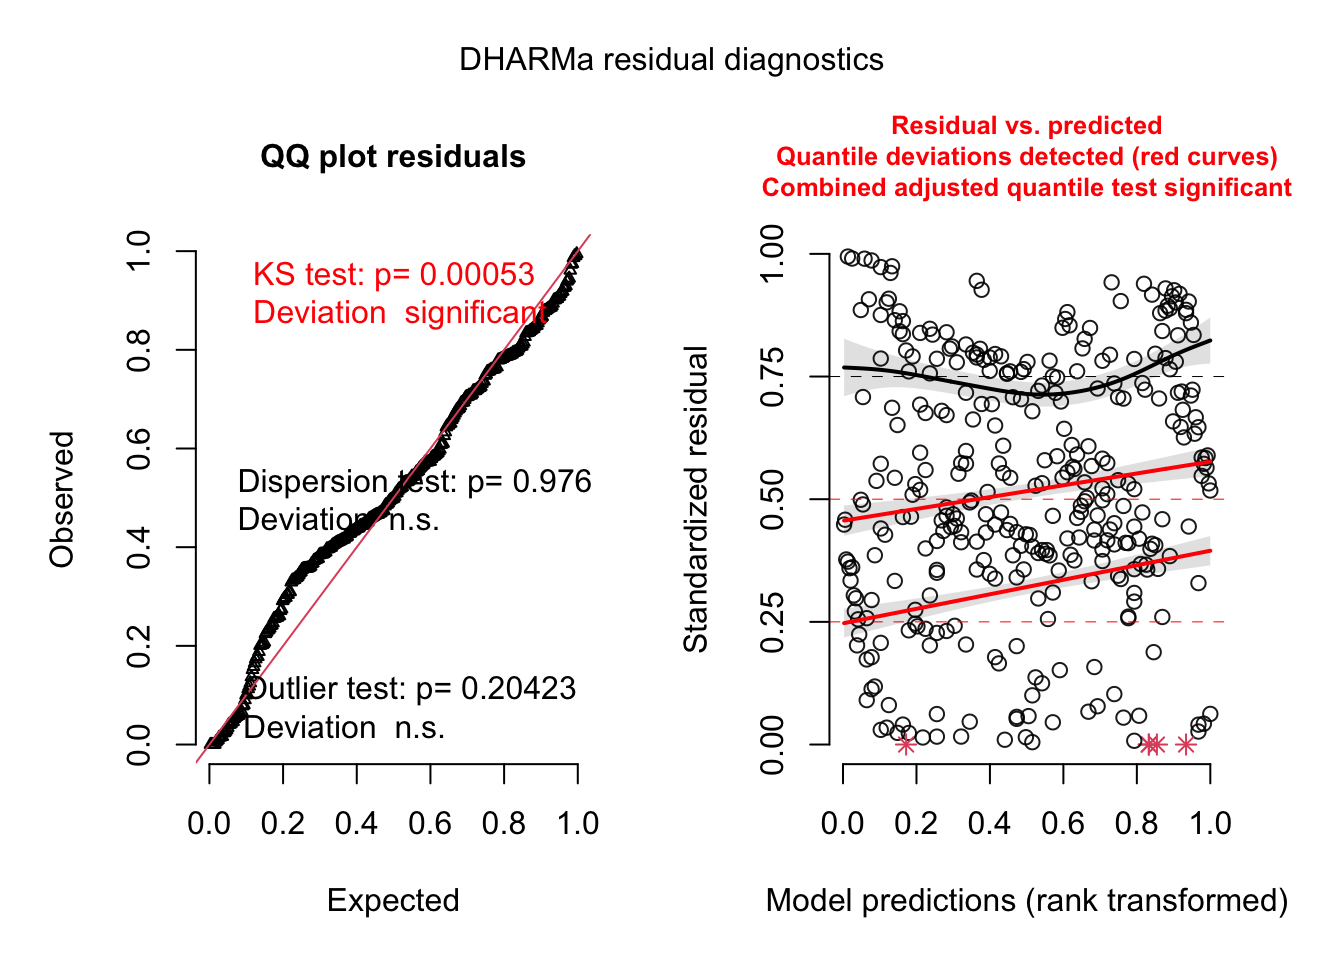 DHARMa residual diagnostics
QQ plot residuals
KS test: p= 0.00053
Deviation  significant
Dispersion test: p= 0.976
Deviation  n.s.
Outlier test: p= 0.20423
Deviation  n.s.
Observed
0.0 0.2 0.4 0.6 0.8 1.0
0.0 0.2 0.4 0.6 0.8 1.0
Expected
Residual vs. predicted
Quantile deviations detected (red curves)
Combined adjusted quantile test significant
Standardized residual
0.00 0.25 0.50 0.75 1.00
0.0 0.2 0.4 0.6 0.8 1.0
Model predictions (rank transformed)